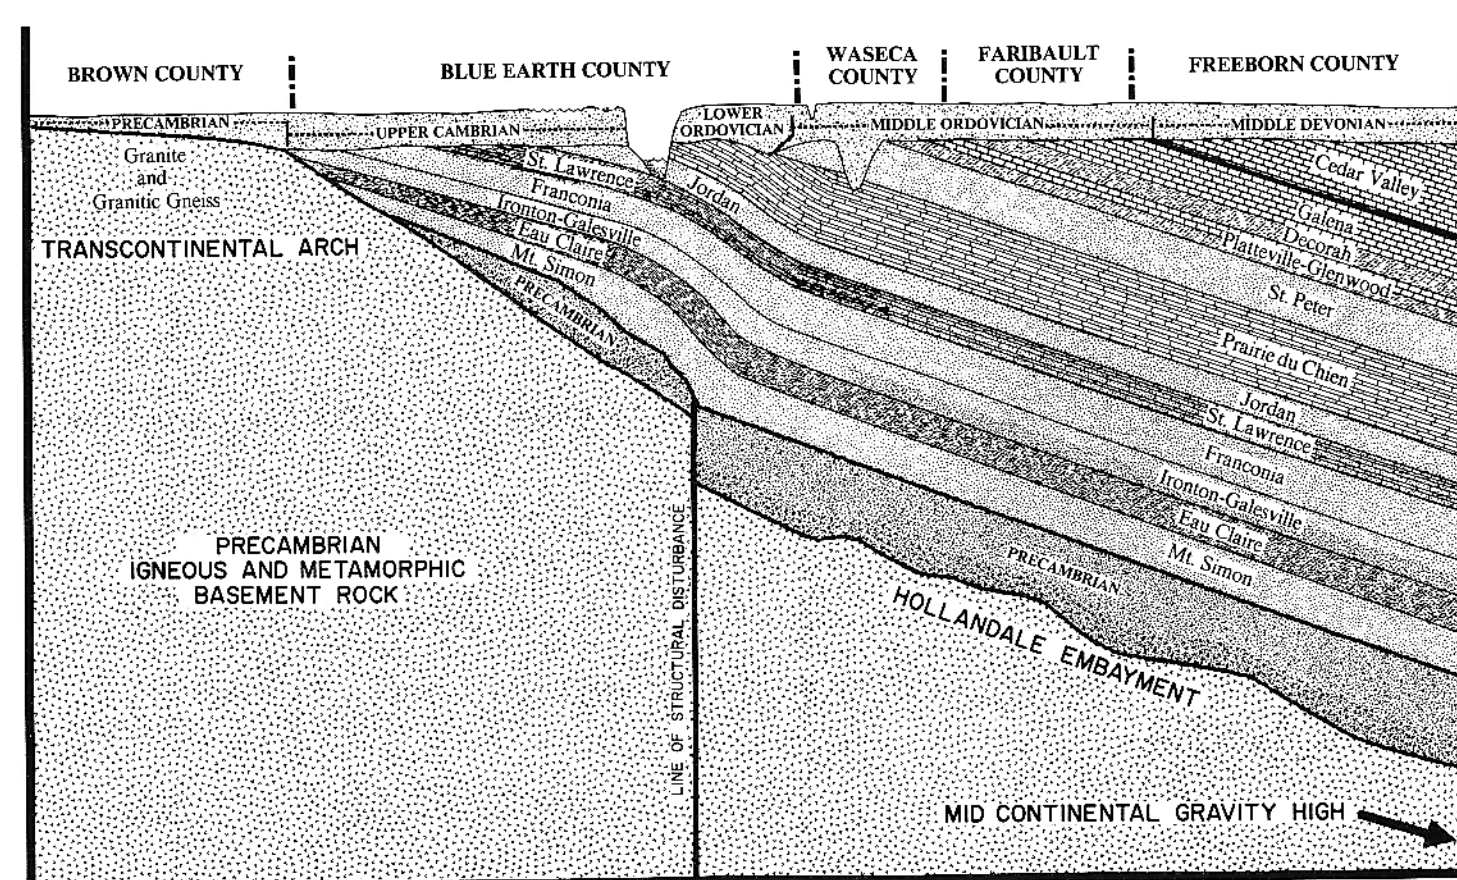 BROWN COUNTY
BLUE EARTH COUNTY
WASECA
COUNTY
FARIBAULT
COUNTY
FREEBORN COUNTY
PRECAMBRIAN
UPPER CAMBRIAN
LOWER
ORDOVICIAN
MIDDLE ORDOVICIAN
MIDDLE DEVONIAN
Granite
and
Granitic Gneiss
TRANSCONTINENTAL ARCH
St. Lawrence
Franconia
Ironton-Galesville
Eau Claire
Mt. Simon
PRECAMBRIAN
Jordan
Cedar Valley
Galena
Decorah
Platteville-Glenwood
St. Peter
Prairie du Chien
Jordan
St. Lawrence
Franconia
Ironton-Galesville
Eau Claire
Mt. Simon
PRECAMBRIAN
HOLLANDALE EMBAYMENT
PRECAMBRIAN
IGNEOUS AND METAMORPHIC
BASEMENT ROCK
LINE OF STRUCTURAL DISTURBANCE
MID CONTINENTAL GRAVITY HIGH